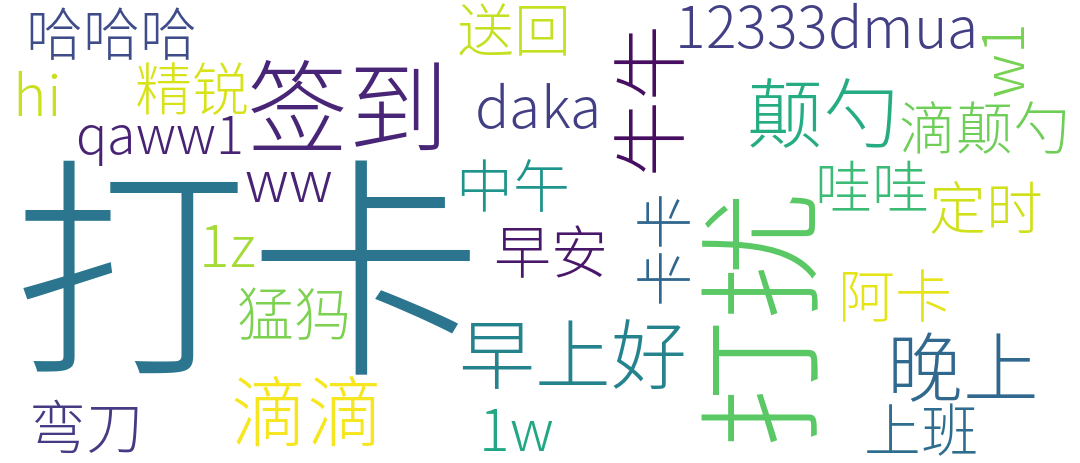 哈哈哈
送回
12333dmua
hi
精锐
签到
daka
牛牛
颠勺
w1
滴颠勺
qaww1
ww
中午
哇哇
定时
打卡
1z
早安
半半
打扰
阿卡
猛犸
早上好
晚上
弯刀
滴滴
1w
上班